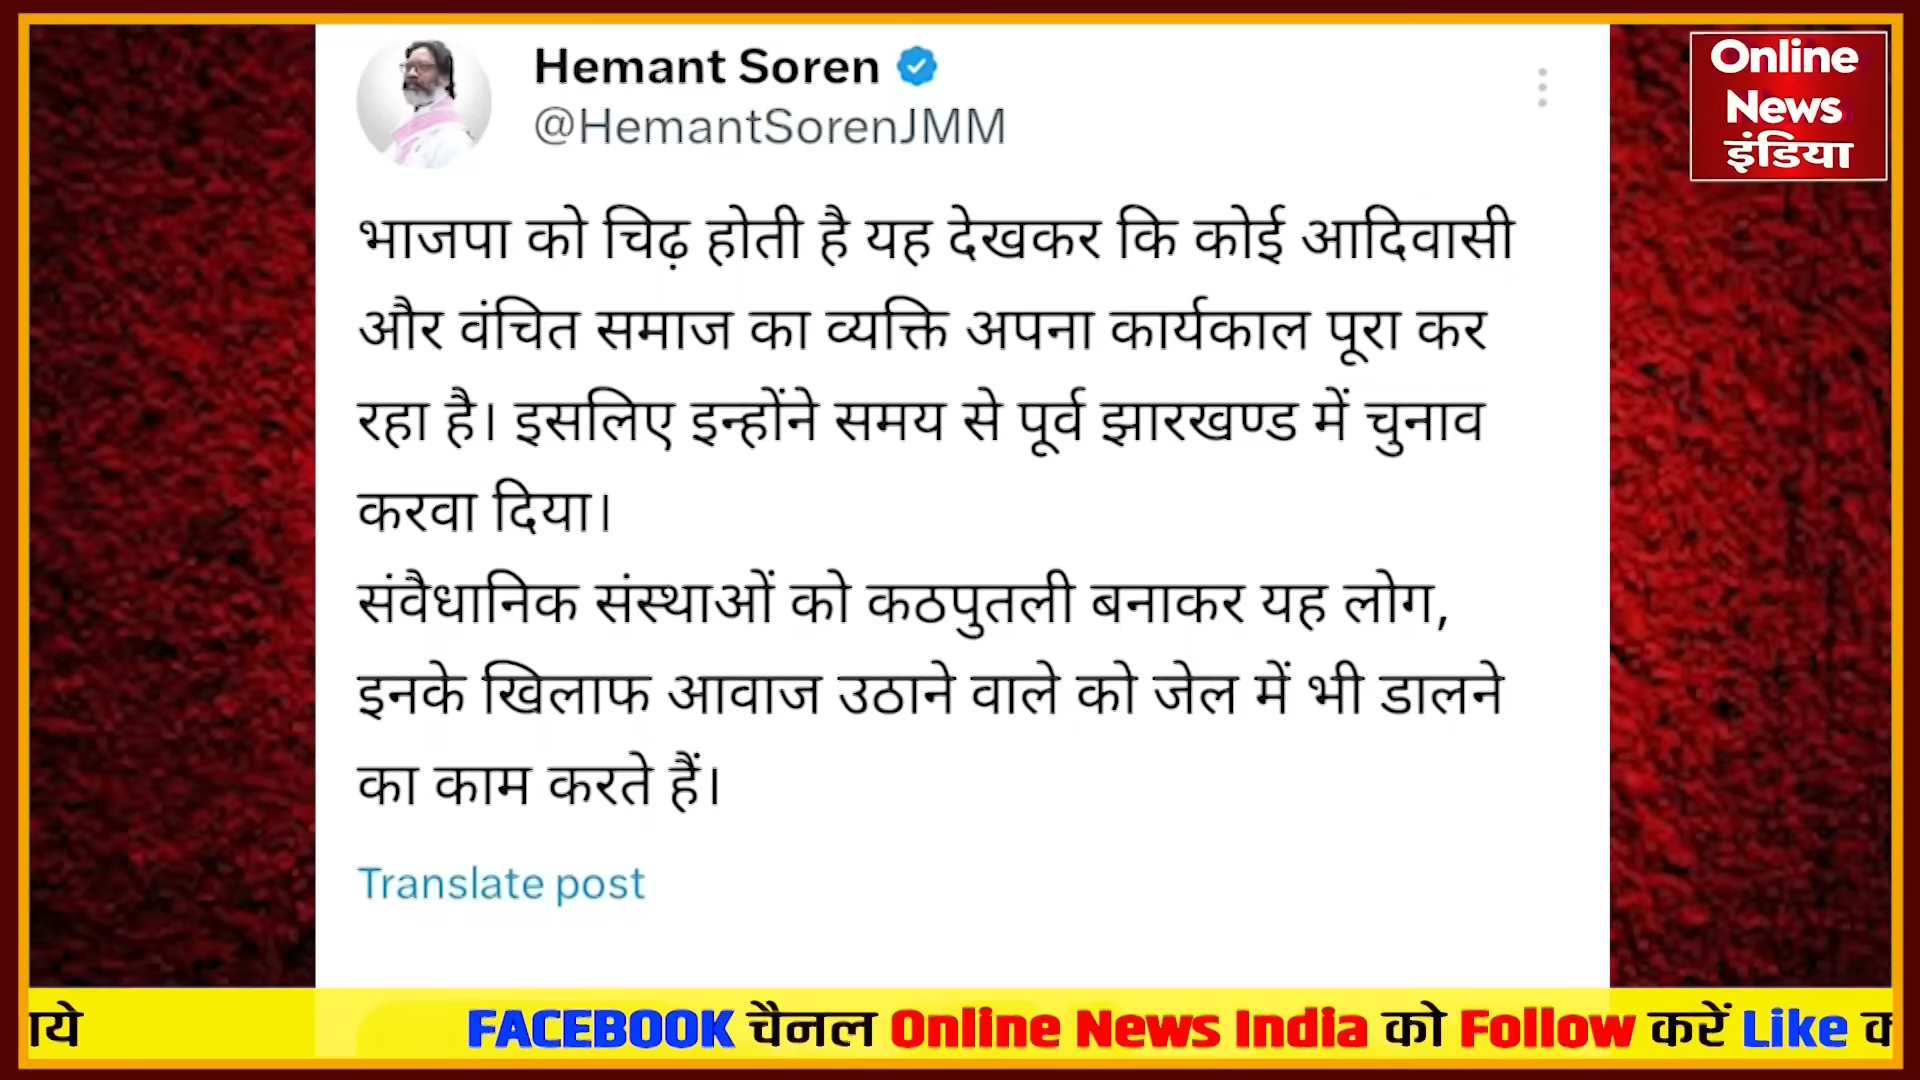 Hemant Soren
@HemantSorenJMM
Online
News
इंडिया
भाजपा को चिढ़ होती है यह देखकर कि कोई आदिवासी
और वंचित समाज का व्यक्ति अपना कार्यकाल पूरा कर
रहा है। इसलिए इन्होंने समय से पूर्व झारखण्ड में चुनाव
करवा दिया।
संवैधानिक संस्थाओं को कठपुतली बनाकर यह लोग,
इनके खिलाफ आवाज उठाने वाले को जेल में भी डालने
का काम करते हैं।
Translate post
FACEBOOK चैनल Online News India को Follow करें Like